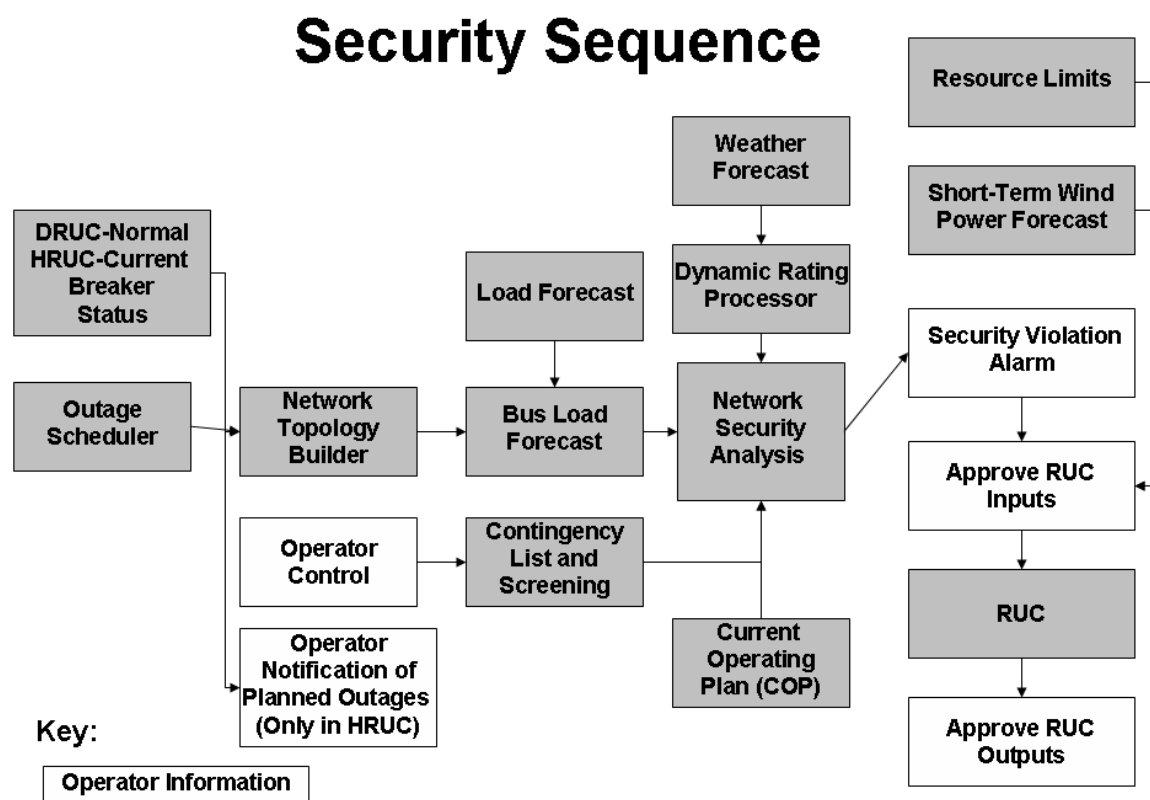 Security Sequence
Resource Limits
Weather
Forecast
Short-Term Wind
Power Forecast
DRUC-Normal
HRUC-Current
Breaker
Status
Load Forecast
Dynamic Rating
Processor
Security Violation
Alarm
Outage
Scheduler
Network
Topology
Builder
Bus Load
Forecast
Network
Security
Analysis
Approve RUC
Inputs
Operator
Control
Contingency
List and
Screening
RUC
Operator
Notification of
Planned Outages
(Only in HRUC)
Current
Operating
Plan (COP)
Approve RUC
Outputs
Key:
Operator Information